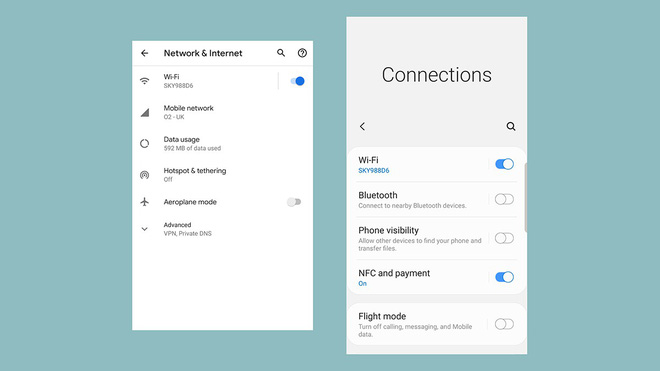 Network & Internet
Wi-Fi
SKY988D6
Mobile network
O2 - UK
Data usage
592 MB of data used
Hotspot & tethering
Off
Aeroplane mode
Advanced
VPN, Private DNS
Connections
Wi-Fi
SKY988D6
Bluetooth
Connect to nearby Bluetooth devices.
Phone visibility
Allow other devices to find your phone and
transfer files.
NFC and payment
On
Flight mode
Turn off calling, messaging, and Mobile
data.